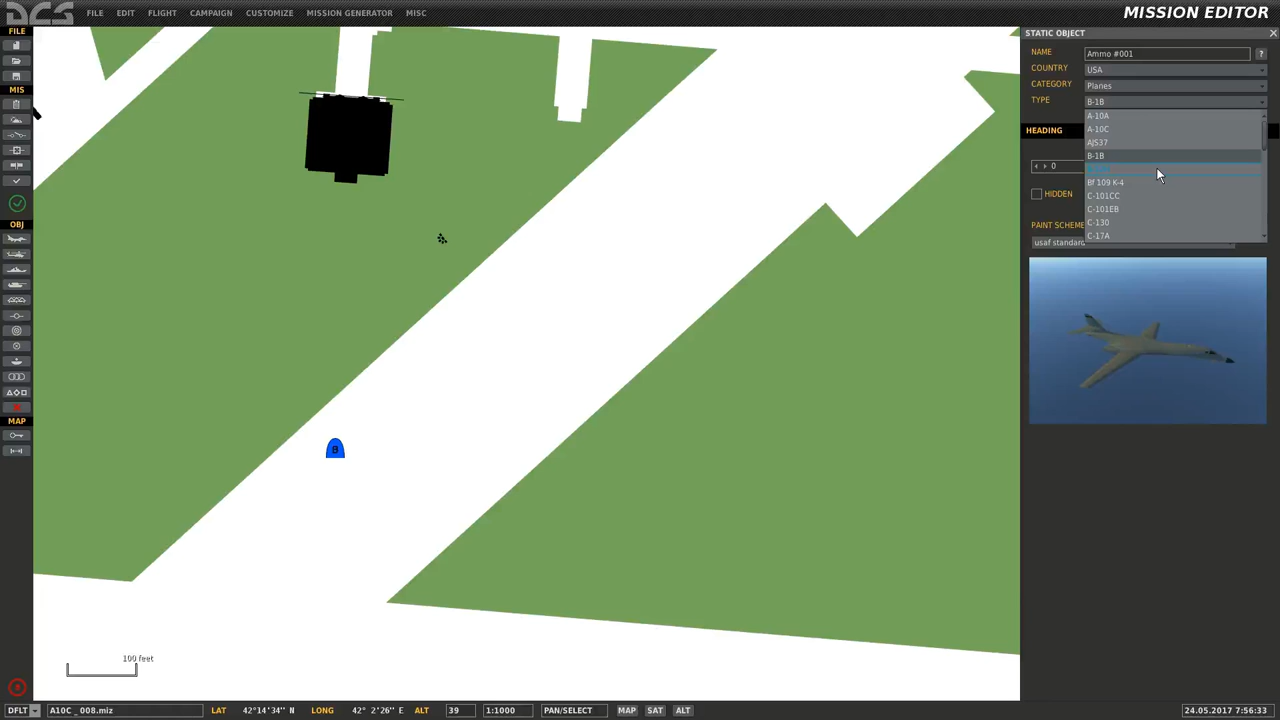 DCS
FILE EDIT FLIGHT CAMPAIGN CUSTOMIZE MISSION GENERATOR MISC
MISSION EDITOR
FILE
MIS
OBJ
MAP
STATIC OBJECT
NAME Ammo #001 ?
COUNTRY USA
CATEGORY Planes
TYPE B-1B
A-10A
A-10C
AJS37
B-1B
Bf 109 K-4
C-101CC
C-101EB
C-130
C-17A
HEADING
0
HIDDEN
PAINT SCHEME
usaf standard
B
100 feet
DFLT A10C _ 008.miz LAT 42°14'34'' N LONG 42° 2'26'' E ALT 39 1:1000 PAN/SELECT MAP SAT ALT 24.05.2017 7:56:33